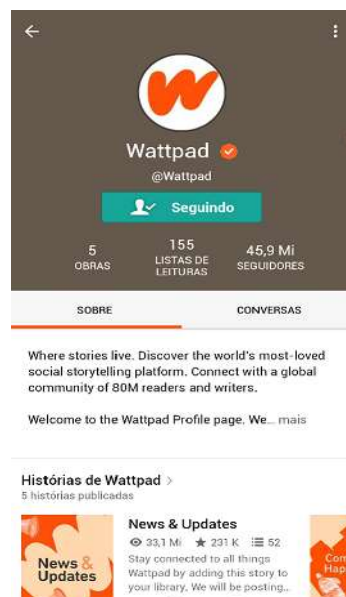 Wattpad
@Wattpad
Seguindo
5
OBRAS
155
LISTAS DE
LEITURAS
45,9 Mi
SEGUIDORES
SOBRE
CONVERSAS
Where stories live. Discover the world's most-loved
social storytelling platform. Connect with a global
community of 80M readers and writers.
Welcome to the Wattpad Profile page. We... mais
Histórias de Wattpad >
5 histórias publicadas
News &
Updates
News & Updates
33,1 Mi 231 K 52
Stay connected to all things
Wattpad by adding this story to
your library. We will be posting...